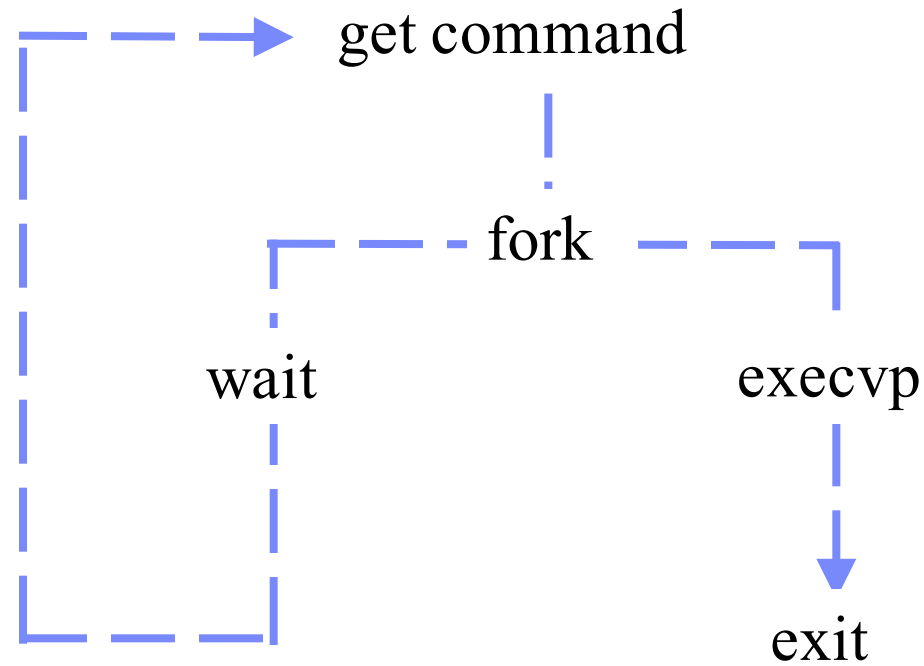 get command
fork
wait
execvp
exit